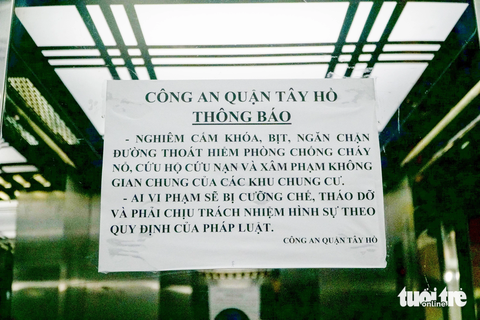 CÔNG AN QUẬN TÂY HỒ
THÔNG BÁO
- NGHIÊM CẤM KHÓA, BỊT, NGĂN CHẶN
ĐƯỜNG THOÁT HIỂM PHÒNG CHỐNG CHÁY
NỔ, CỨU HỘ CỨU NẠN VÀ XÂM PHẠM KHÔNG
GIAN CHUNG CỦA CÁC KHU CHUNG CƯ.
- AI VI PHẠM SẼ BỊ CƯỠNG CHẾ, THÁO DỠ
VÀ PHẢI CHỊU TRÁCH NHIỆM HÌNH SỰ THEO
QUY ĐỊNH CỦA PHÁP LUẬT.
CÔNG AN QUẬN TÂY HỒ
tuổi trẻ
online